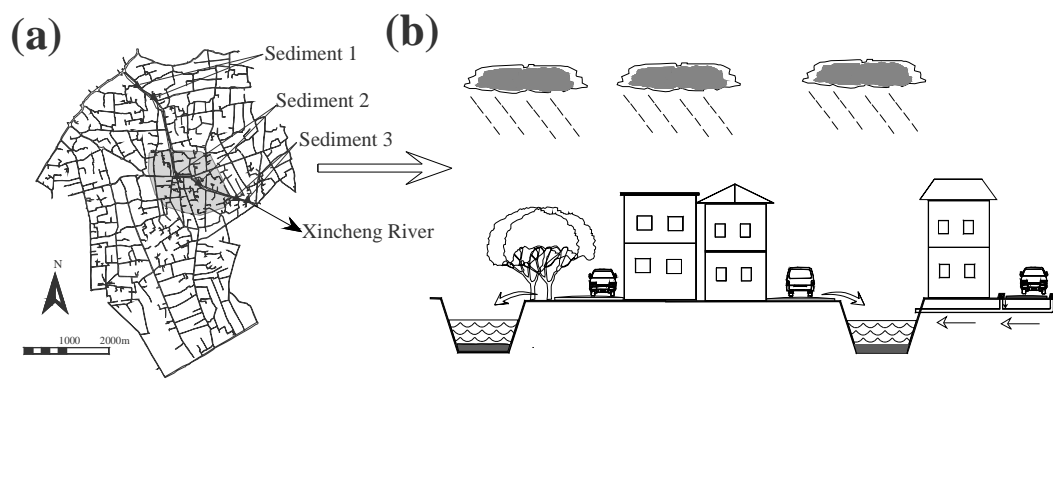 (a)
(b)
Sediment 1
Sediment 2
Sediment 3
Xincheng River
N
1000 2000m